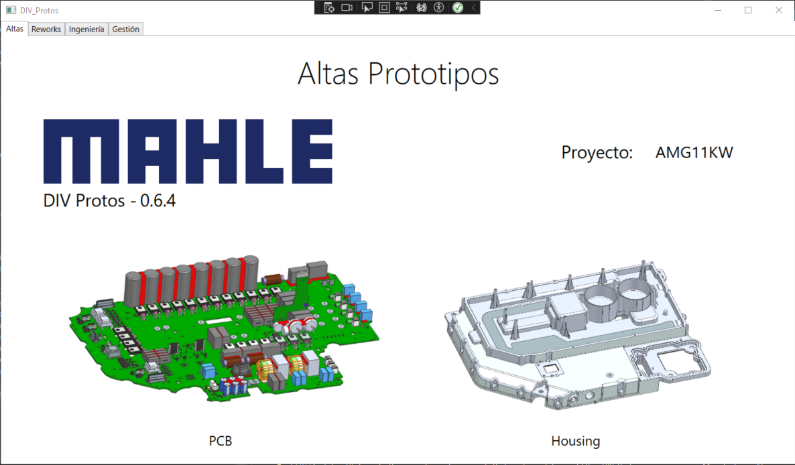 DIV_Protos
Altas Reworks Ingeniería Gestión
Altas Prototipos
MAHLE
Proyecto: AMG11KW
DIV Protos - 0.6.4
PCB Housing